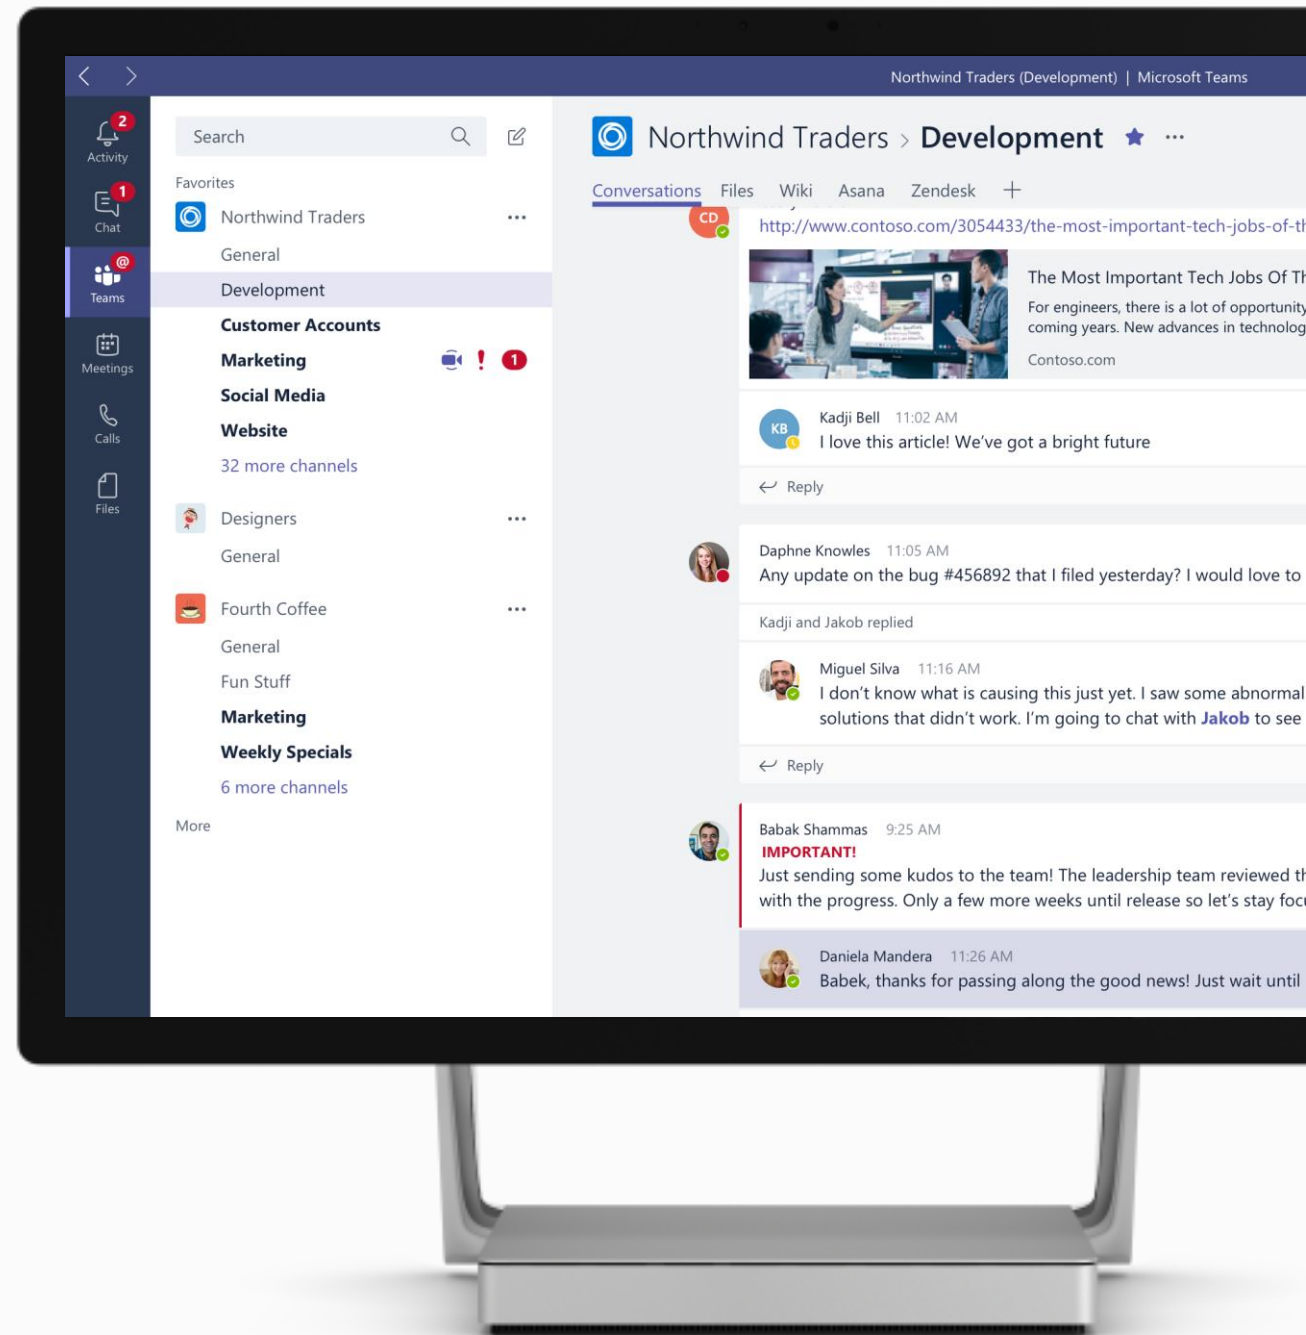 Northwind Traders (Development) | Microsoft Teams
2
Activity
1
Chat
@
Teams
Meetings
Calls
Files
Search
Favorites
Northwind Traders
General
Development
Customer Accounts
Marketing ! 1
Social Media
Website
32 more channels
Designers
General
Fourth Coffee
General
Fun Stuff
Marketing
Weekly Specials
6 more channels
More
Northwind Traders > Development
Conversations Files Wiki Asana Zendesk
CD
http://www.contoso.com/3054433/the-most-important-tech-jobs-of-th
The Most Important Tech Jobs Of Th
For engineers, there is a lot of opportunity
coming years. New advances in technolog
Contoso.com
KB
Kadji Bell 11:02 AM
I love this article! We've got a bright future
Reply
Daphne Knowles 11:05 AM
Any update on the bug #456892 that I filed yesterday? I would love to
Kadji and Jakob replied
Miguel Silva 11:16 AM
I don't know what is causing this just yet. I saw some abnormal
solutions that didn't work. I'm going to chat with Jakob to see
Reply
Babak Shammas 9:25 AM
IMPORTANT!
Just sending some kudos to the team! The leadership team reviewed th
with the progress. Only a few more weeks until release so let's stay focu
Daniela Mandera 11:26 AM
Babek, thanks for passing along the good news! Just wait until